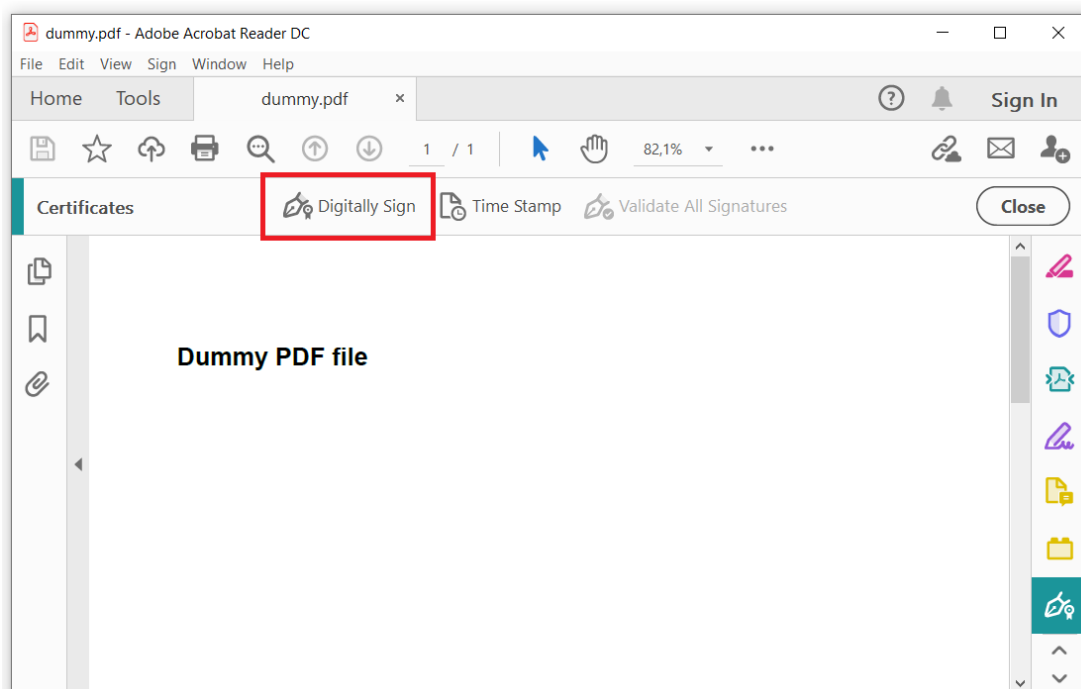 dummy.pdf - Adobe Acrobat Reader DC
File Edit View Sign Window Help
Home Tools dummy.pdf × ? Sign In
1 / 1 82,1%
Certificates Digitally Sign Time Stamp Validate All Signatures Close
Dummy PDF file